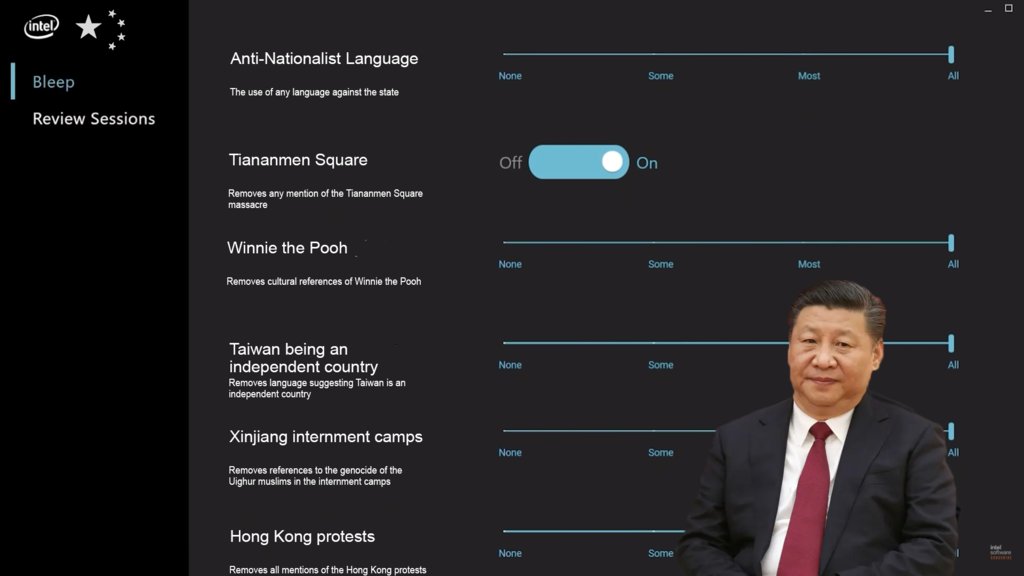 intel
Bleep
Review Sessions
Anti-Nationalist Language
The use of any language against the state
None Some Most All
Tiananmen Square
Removes any mention of the Tiananmen Square
massacre
Off On
Winnie the Pooh
Removes cultural references of Winnie the Pooh
None Some Most All
Taiwan being an
independent country
Removes language suggesting Taiwan is an
independent country
None Some All
Xinjiang internment camps
Removes references to the genocide of the
Uighur muslims in the internment camps
None Some All
Hong Kong protests
Removes all mentions of the Hong Kong protests
None Some
intel
software